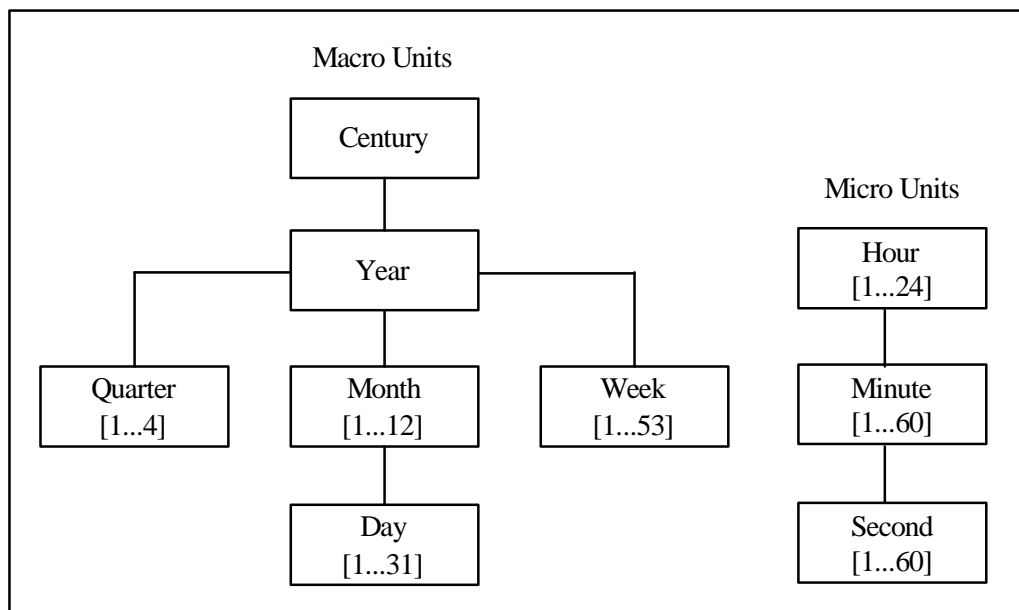 Macro Units
Century
Year
Quarter
[1...4]
Month
[1...12]
Week
[1...53]
Day
[1...31]
Micro Units
Hour
[1...24]
Minute
[1...60]
Second
[1...60]